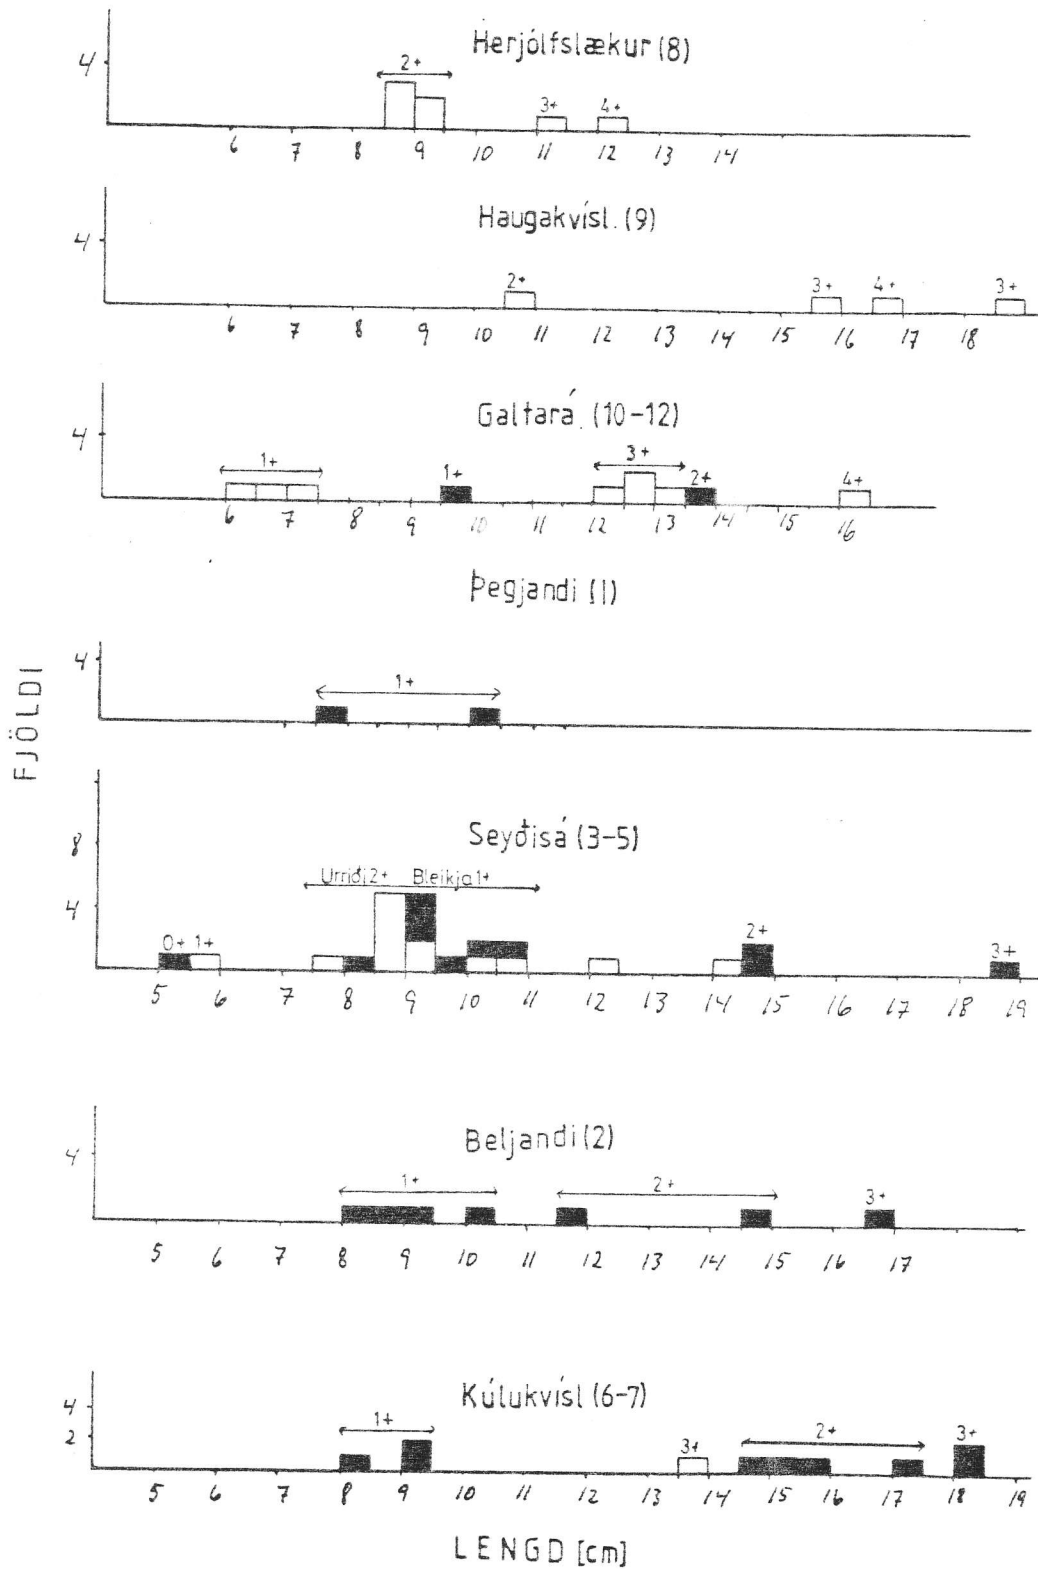 Herjólfslækur (8)
4
2+
3+
4+
6 7 8 9 10 11 12 13 14
Haugakvísl. (9)
4
2+
3+
4+
3+
6 7 8 9 10 11 12 13 14 15 16 17 18
Galtará (10-12)
4
1+
1+
3+
2+
4+
6 7 8 9 10 11 12 13 14 15 16
Þegjandi (1)
4
1+
FJÖLDI
Seyðisá (3-5)
8
Urriði 2+ Bleikja 1+
4
0+ 1+
2+
3+
5 6 7 8 9 10 11 12 13 14 15 16 17 18 19
Beljandi (2)
4
1+
2+
3+
5 6 7 8 9 10 11 12 13 14 15 16 17
Kúlukvísl (6-7)
4
2
1+
3+
2+
3+
5 6 7 8 9 10 11 12 13 14 15 16 17 18 19
LENGD [cm]